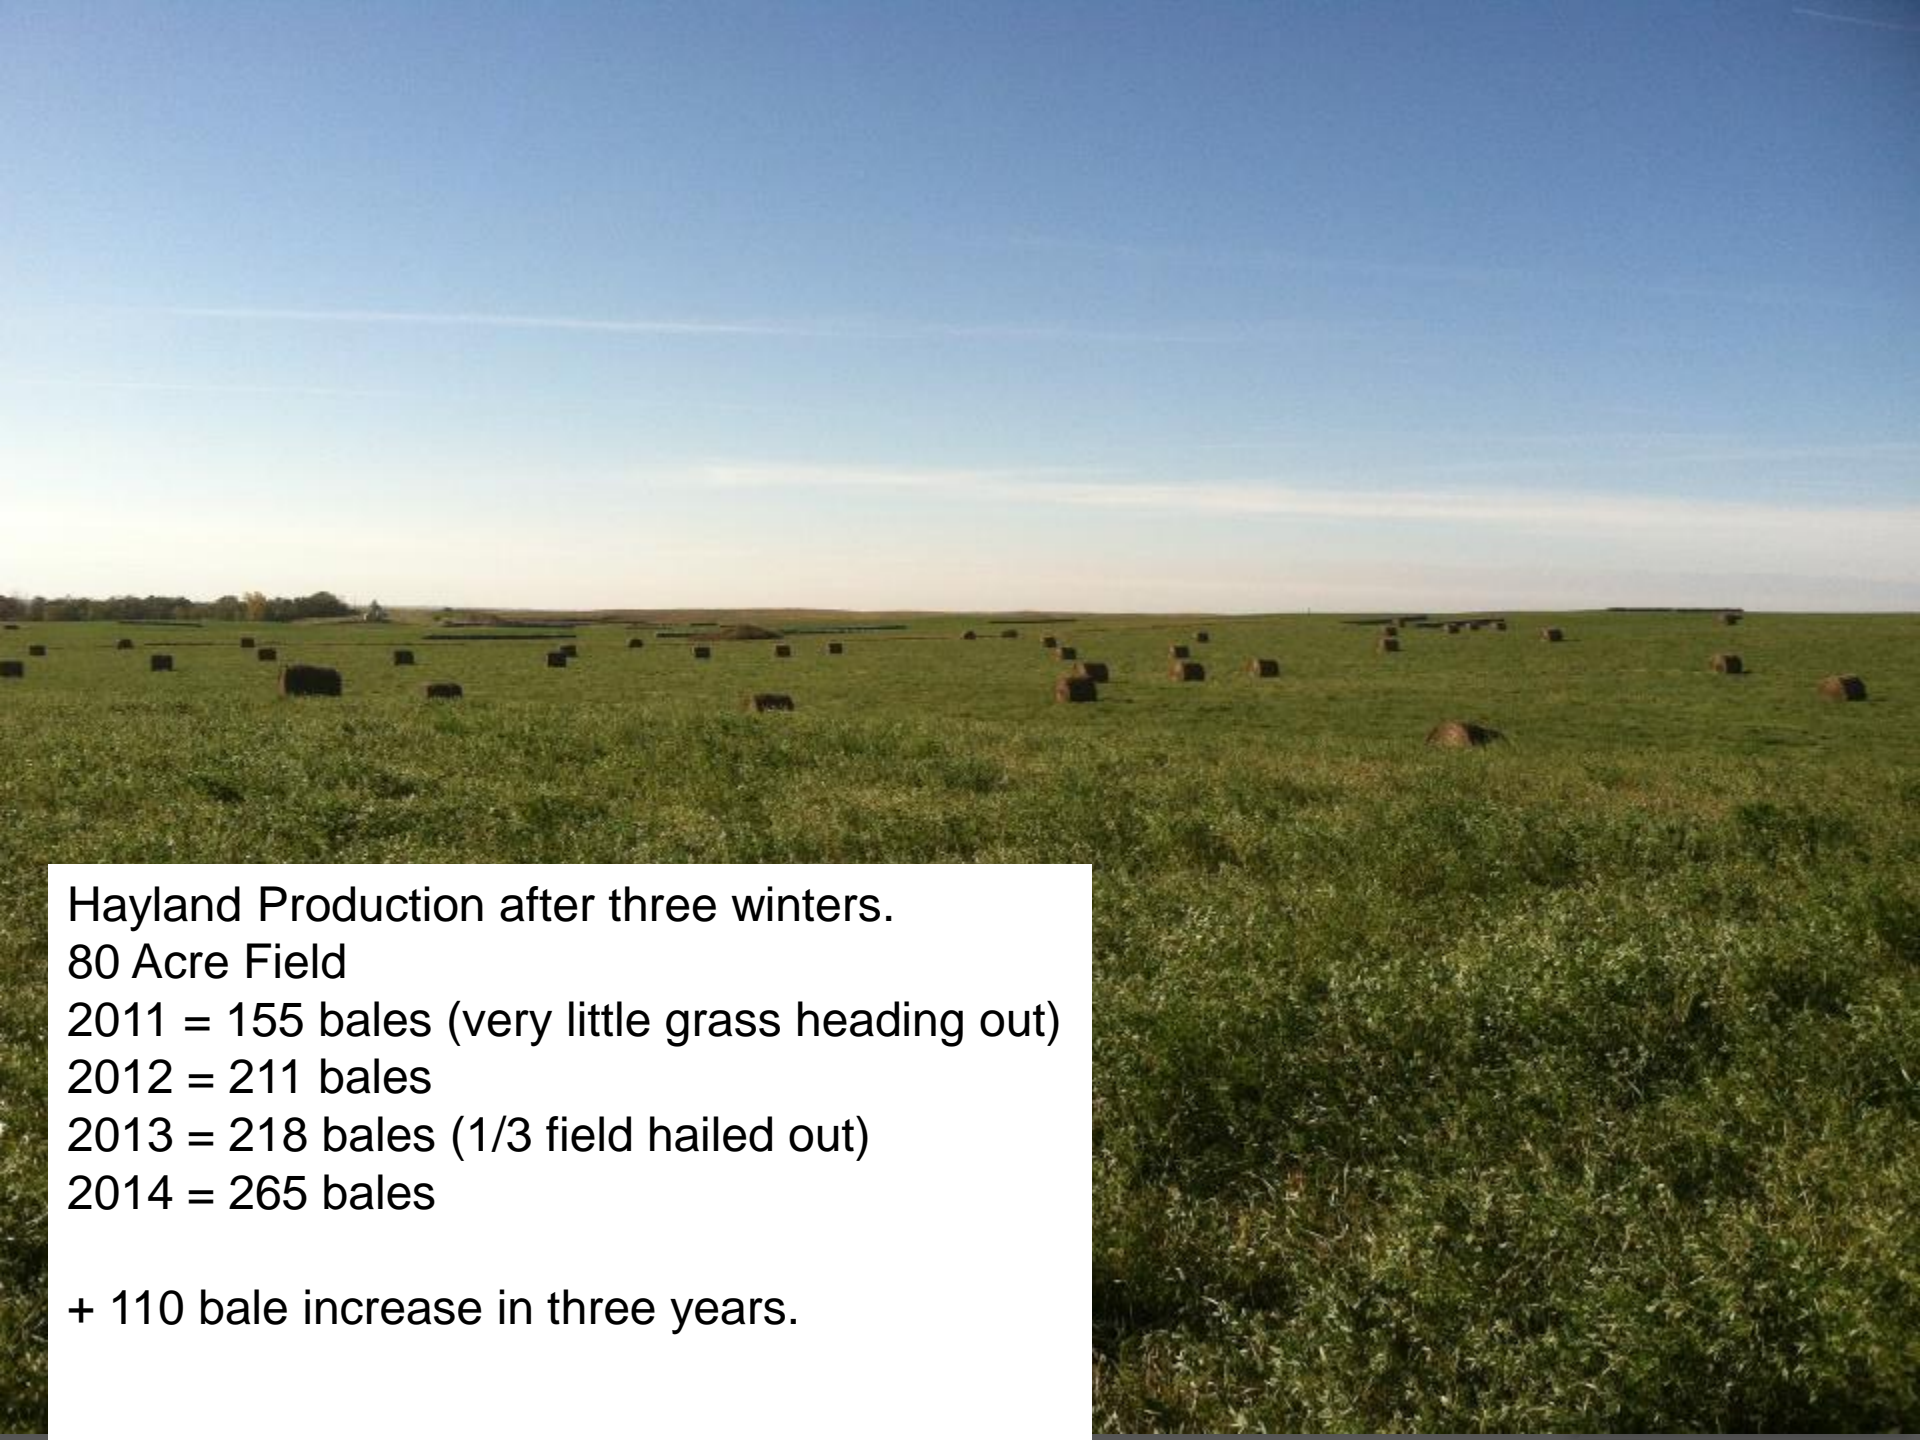 Hayland Production after three winters.
80 Acre Field
2011 = 155 bales (very little grass heading out)
2012 = 211 bales
2013 = 218 bales (1/3 field hailed out)
2014 = 265 bales
+ 110 bale increase in three years.